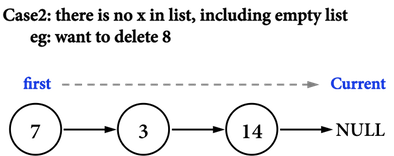 Case2: there is no x in list, including empty list
eg: want to delete 8
first Current
7 3 14 NULL